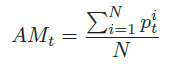 AM_t = \frac{\sum_{i=1}^{N} p_t^i}{N}